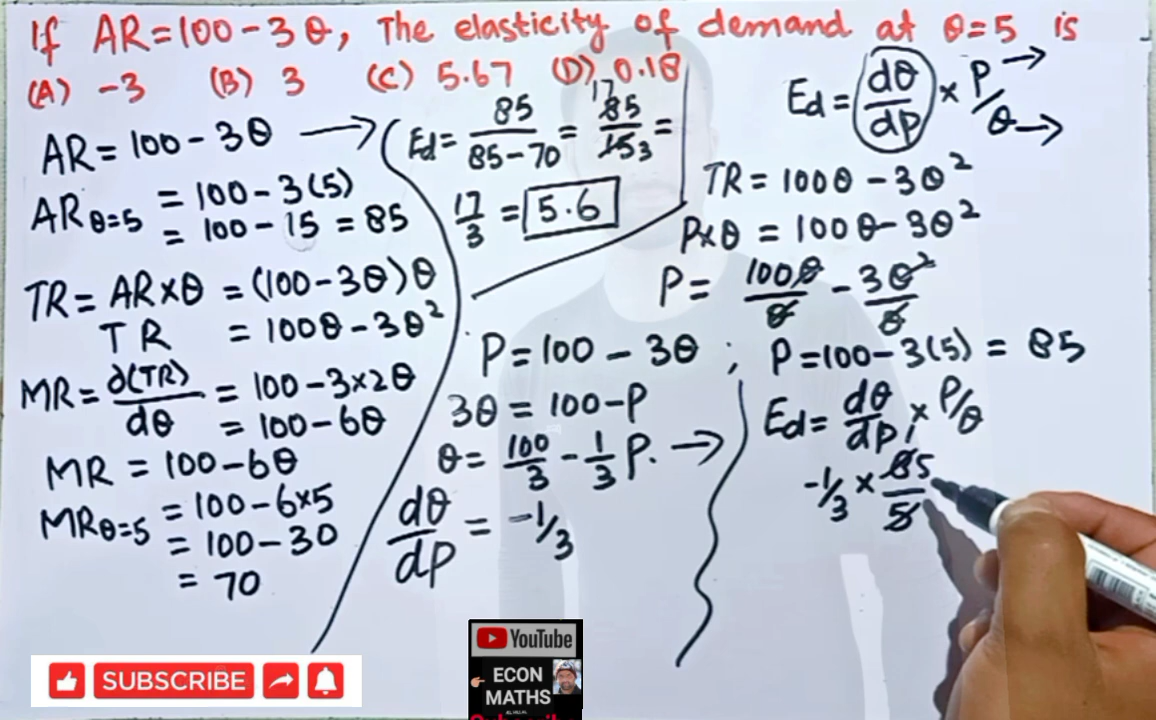 If AR=100-3θ, The elasticity of demand at θ=5 is
(A) -3 (B) 3 (C) 5.67 (D) 0.18
AR=100-3θ →
AR θ=5 = 100-3(5)
= 100-15 = 85
TR = AR×θ = (100-3θ)θ
TR = 100θ-3θ²
MR = ∂(TR)/dθ = 100-3×2θ
= 100-6θ
MR = 100-6θ
MR θ=5 = 100-6×5
= 100-30
= 70
Ed= 85/85-70 = 17 85/15 3 =
17/3 = 5.6
Ed = dθ/dp × P/θ → →
TR = 100θ-3θ²
P×θ = 100θ-3θ²
P = 100θ/θ - 3θ²/θ
P=100-3θ ; P=100-3(5) = 85
3θ = 100-P
θ= 100/3 - 1/3 P. →
dθ/dp = -1/3
Ed= dθ/dp × P/θ
-1/3 × 85/5
YouTube
ECON
MATHS
SUBSCRIBE